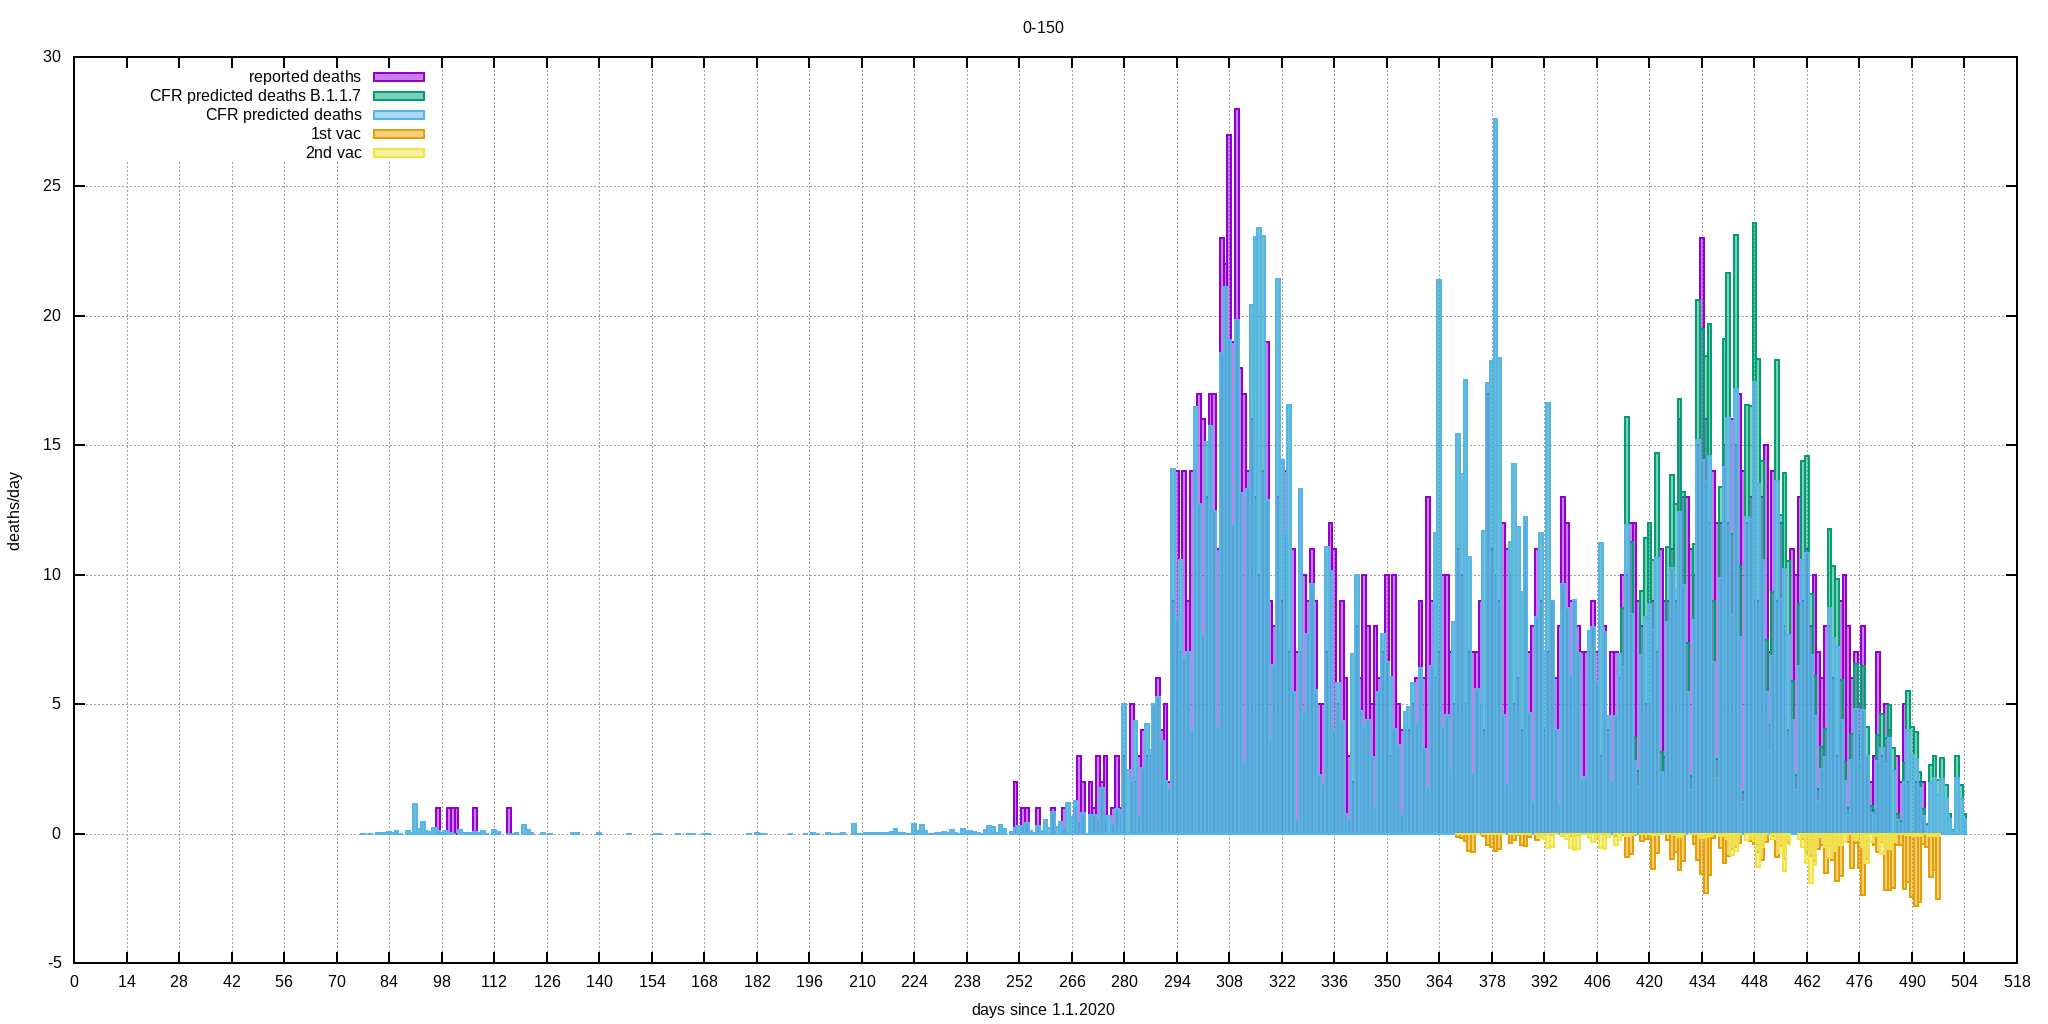 0-150
30
25
20
15
10
5
0
-5
deaths/day
reported deaths
CFR predicted deaths B.1.1.7
CFR predicted deaths
1st vac
2nd vac
0 14 28 42 56 70 84 98 112 126 140 154 168 182 196 210 224 238 252 266 280 294 308 322 336 350 364 378 392 406 420 434 448 462 476 490 504 518
days since 1.1.2020